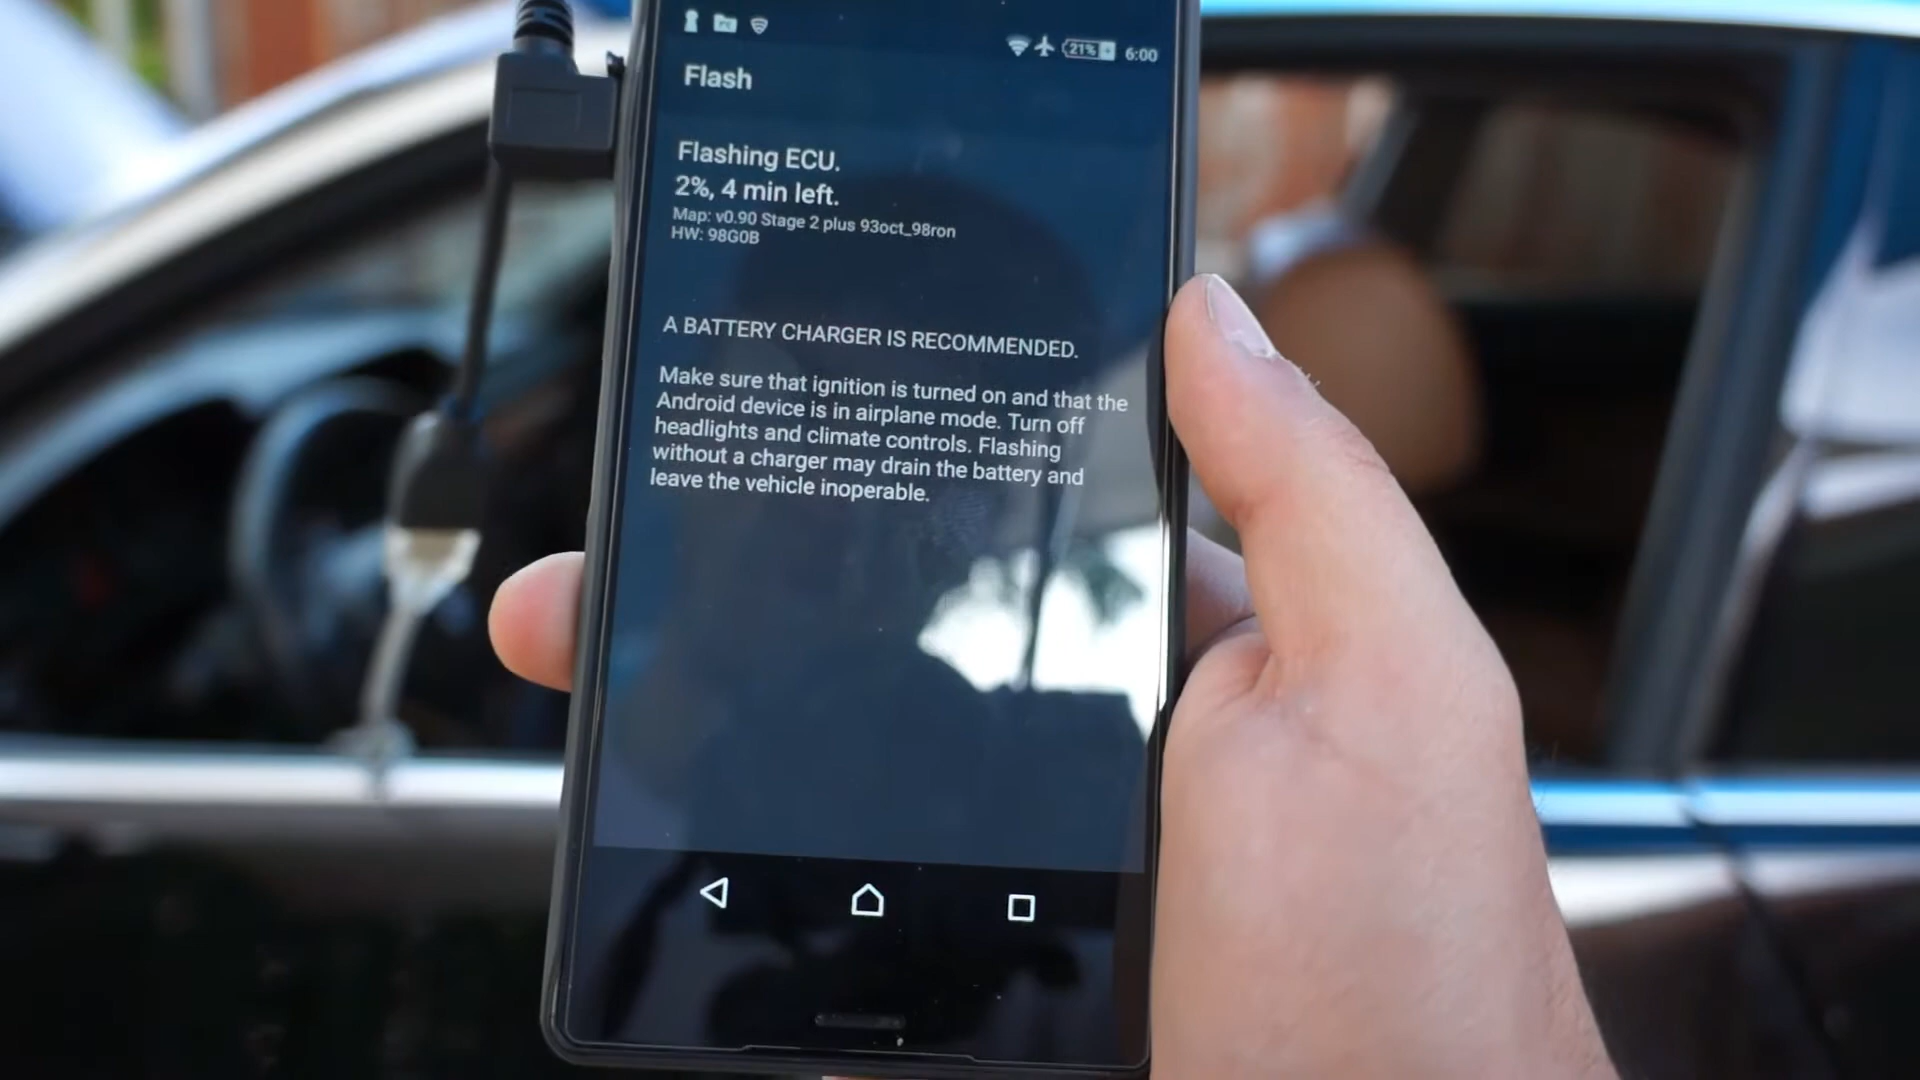 21% 6:00
Flash
Flashing ECU.
2%, 4 min left.
Map: v0.90 Stage 2 plus 93oct_98ron
HW: 98G0B
A BATTERY CHARGER IS RECOMMENDED.
Make sure that ignition is turned on and that the
Android device is in airplane mode. Turn off
headlights and climate controls. Flashing
without a charger may drain the battery and
leave the vehicle inoperable.